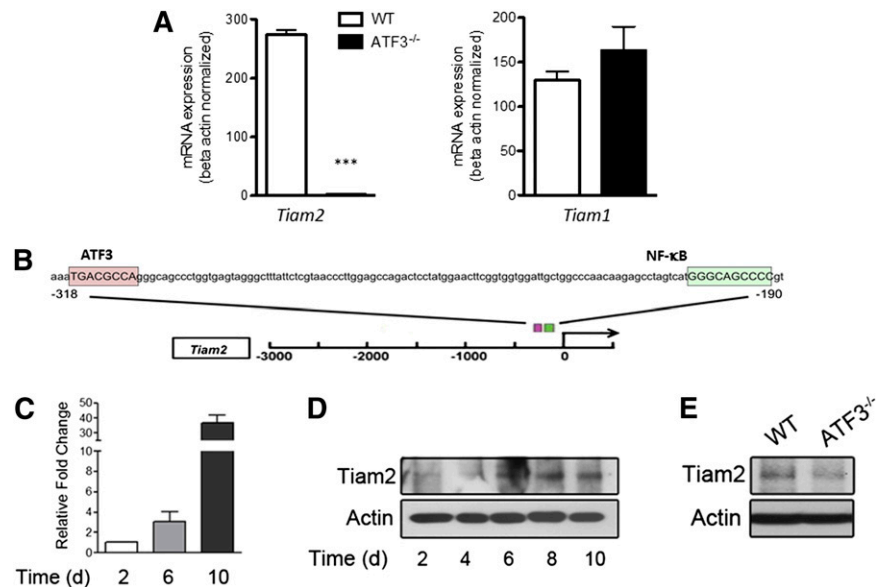 A
mRNA expression
(beta actin normalized)
300
200
100
0
***
Tiam2
WT
ATF3-/-
mRNA expression
(beta actin normalized)
200
150
100
50
0
Tiam1
B
ATF3
NF-κB
aaaTGACGCCAgggcagccctggtgagtagggctttattctcgtaacccttggagccagactcctatggaacttcggtggtggattgctggcccaacaagagcctagtcatGGGCAGCCCCgt
-318
-190
Tiam2
-3000
-2000
-1000
0
C
Relative Fold Change
50
40
30
10
8
6
4
2
0
Time (d)
2 6 10
D
Tiam2
Actin
Time (d) 2 4 6 8 10
E
WT ATF3-/-
Tiam2
Actin